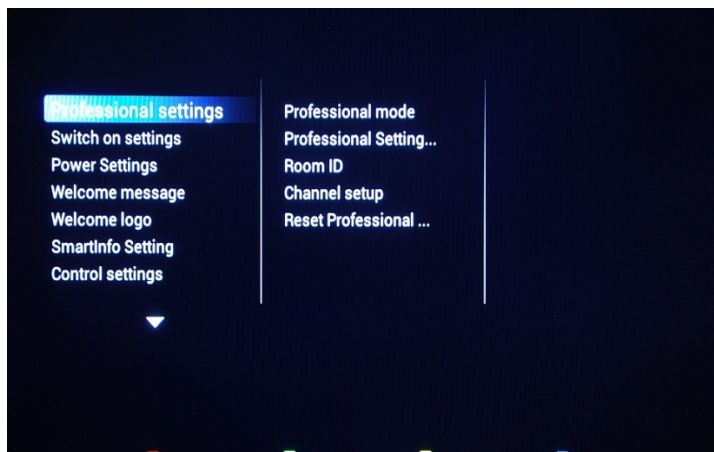 Professional settings
Switch on settings
Power Settings
Welcome message
Welcome logo
SmartInfo Setting
Control settings
Professional mode
Professional Setting...
Room ID
Channel setup
Reset Professional ...